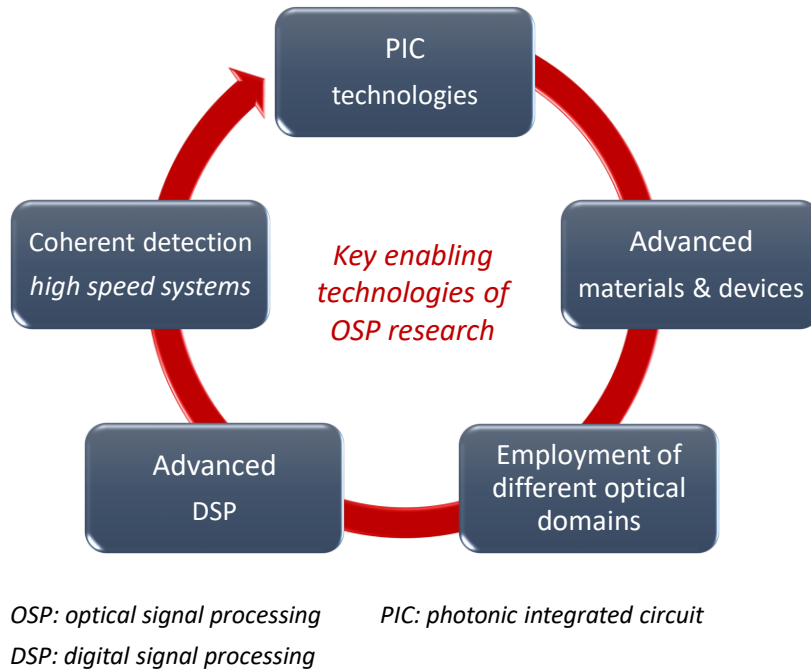 PIC
technologies
Coherent detection
high speed systems
Key enabling
technologies of
OSP research
Advanced
materials & devices
Advanced
DSP
Employment of
different optical
domains
OSP: optical signal processing PIC: photonic integrated circuit
DSP: digital signal processing